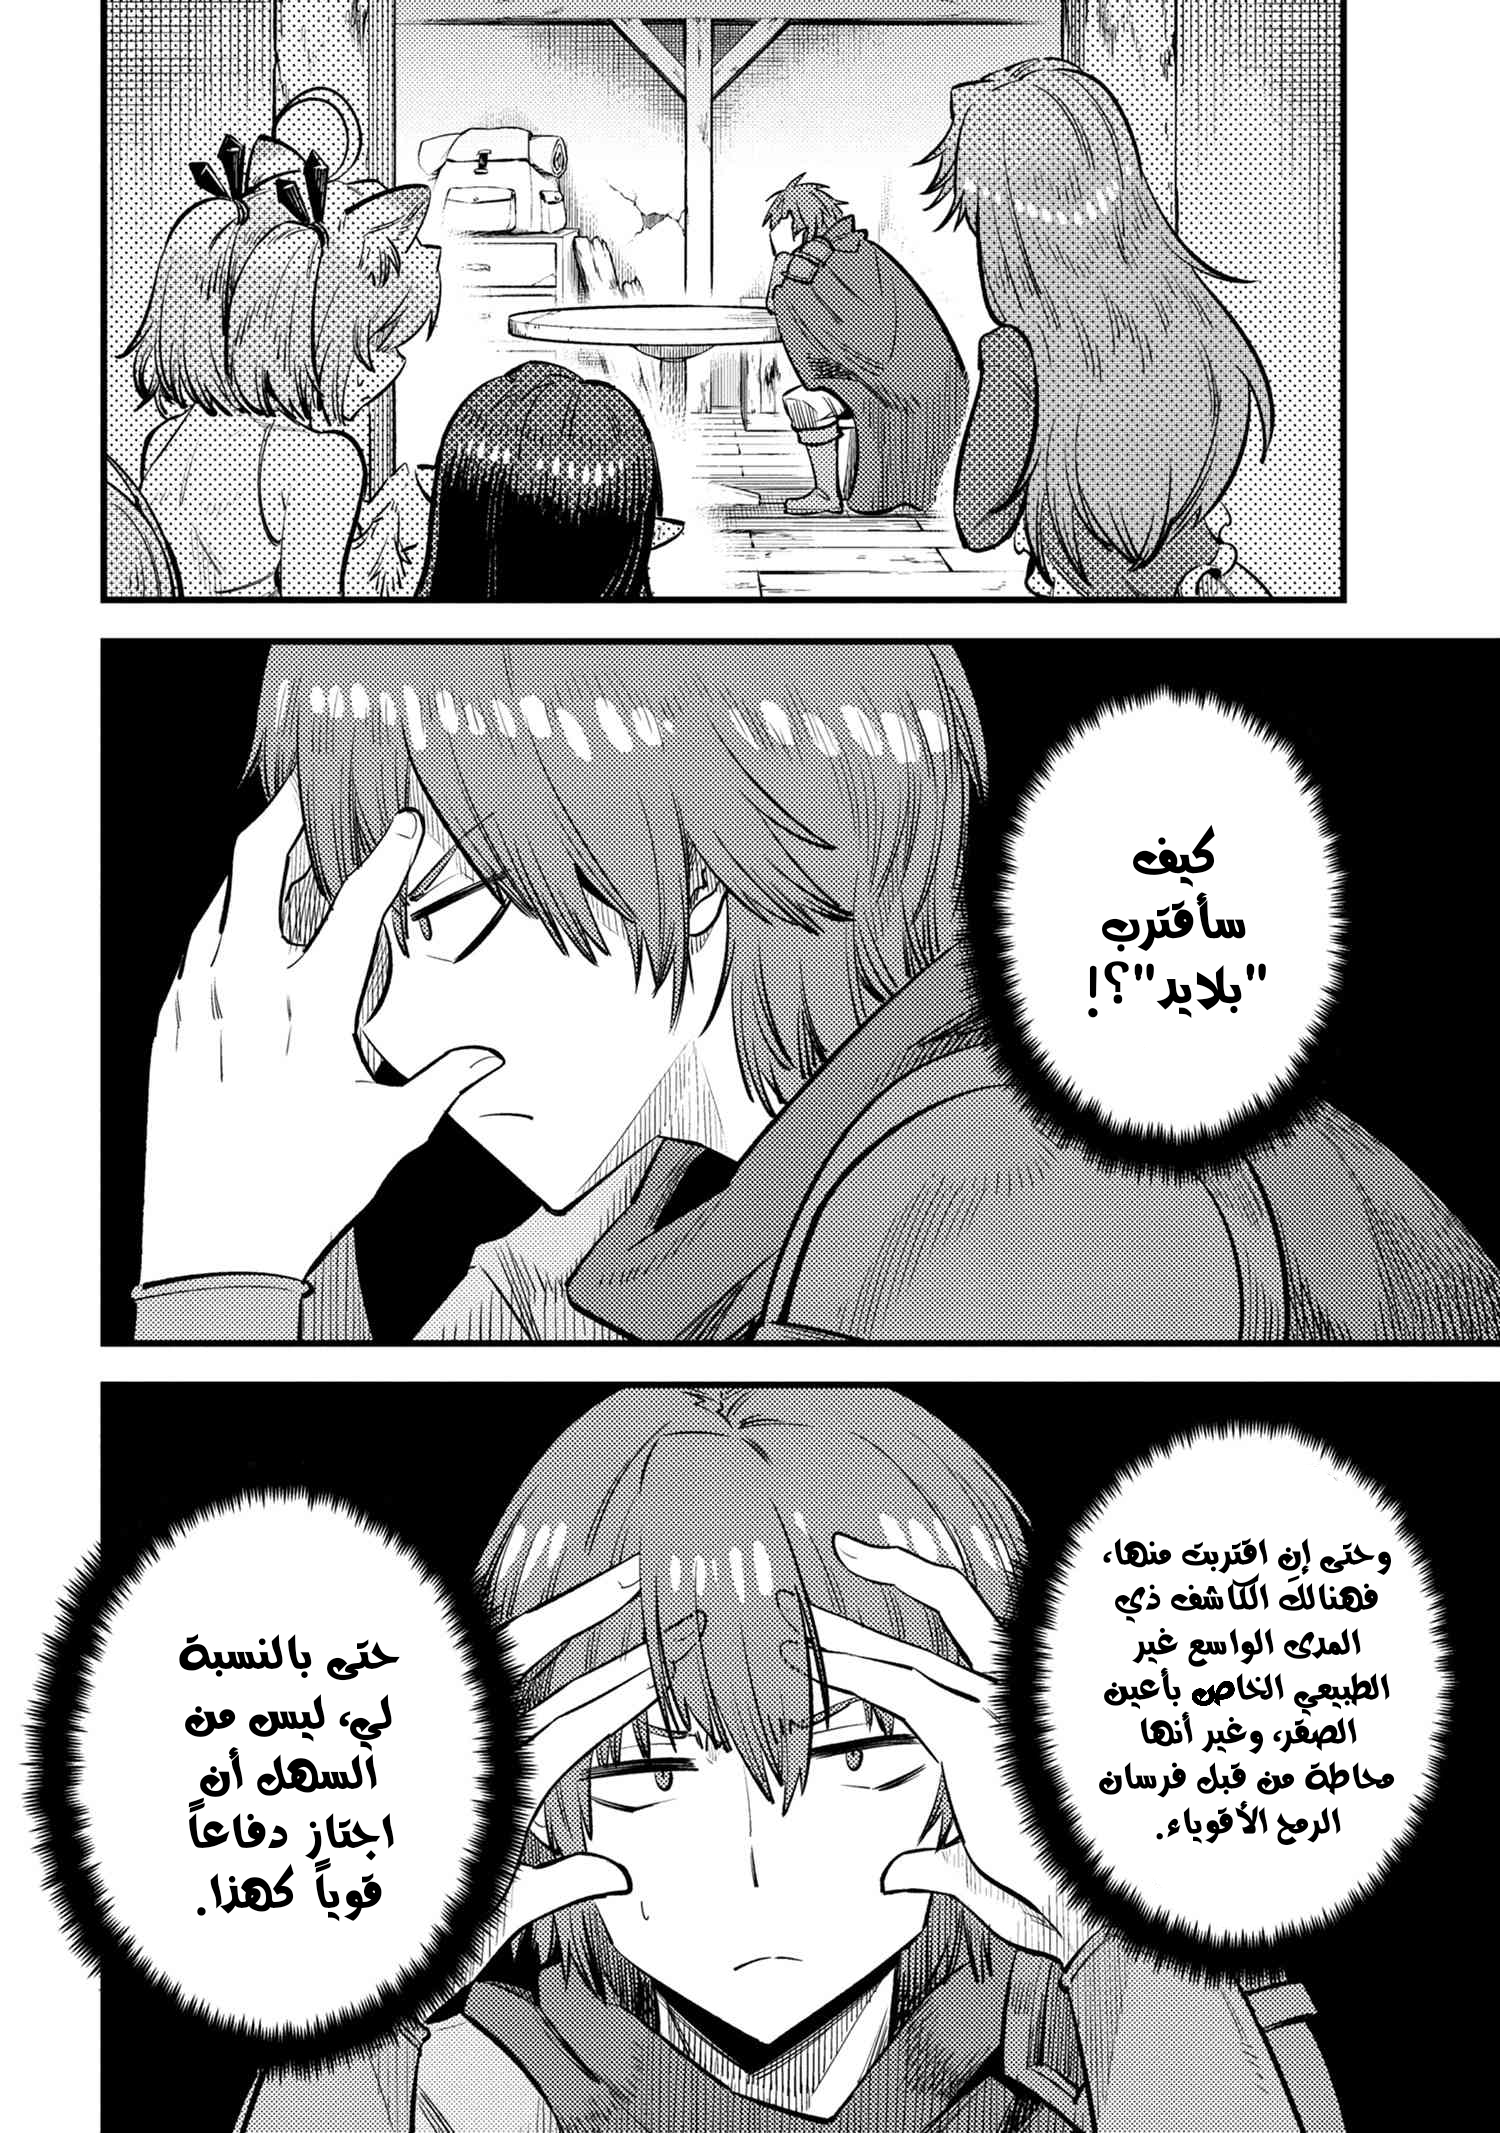 كيف
سأقترب
"بلايد"؟!
وحتى إن اقتربت منها،
فهنالك الكاشف ذي
المدى الواسع غير
الطبيعي الخاص بأعين
الصقر، وغير أنها
محاطة من قبل فرسان
الرمح الأقوياء.
حتى بالنسبة
لي، ليس من
السهل أن
اجتاز دفاعاً
قوياً كهذا.